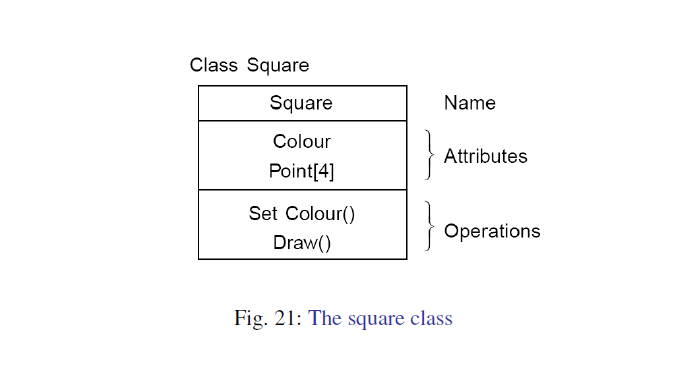 Class Square
Square
Name
Colour
Point[4]
Attributes
Set Colour()
Draw()
Operations
Fig. 21: The square class